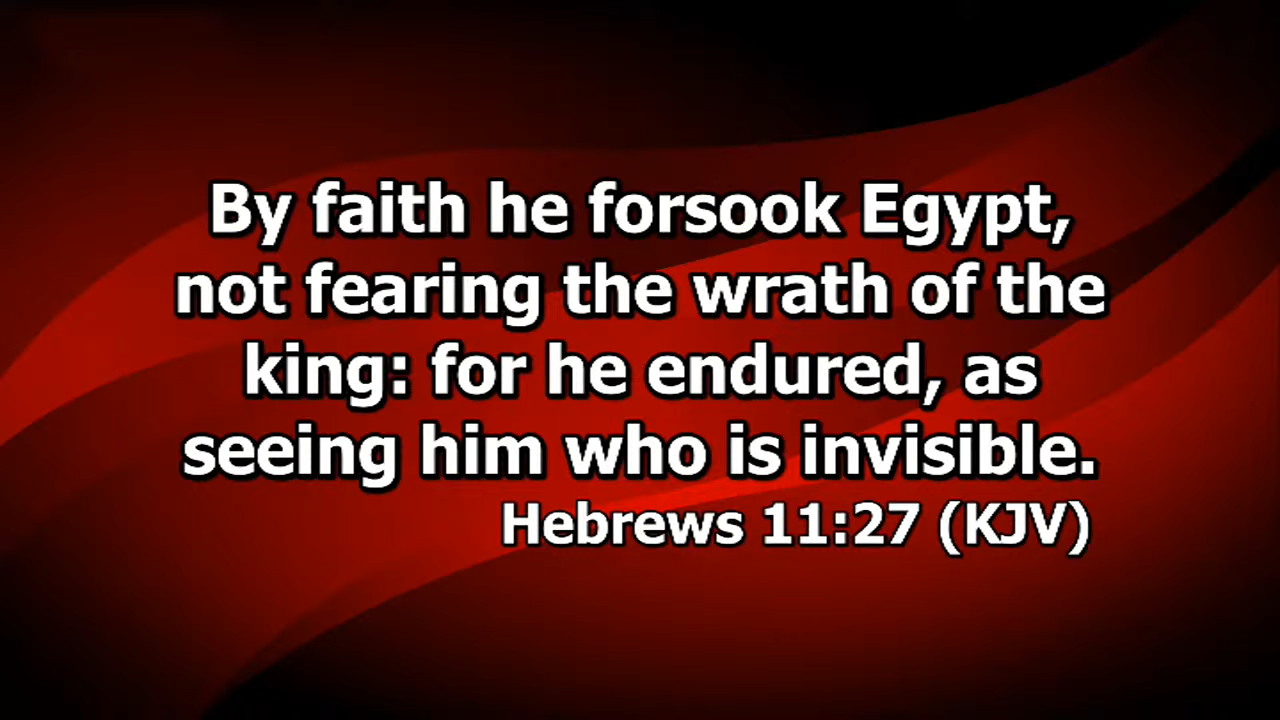 By faith he forsook Egypt,
not fearing the wrath of the
king: for he endured, as
seeing him who is invisible.
Hebrews 11:27 (KJV)